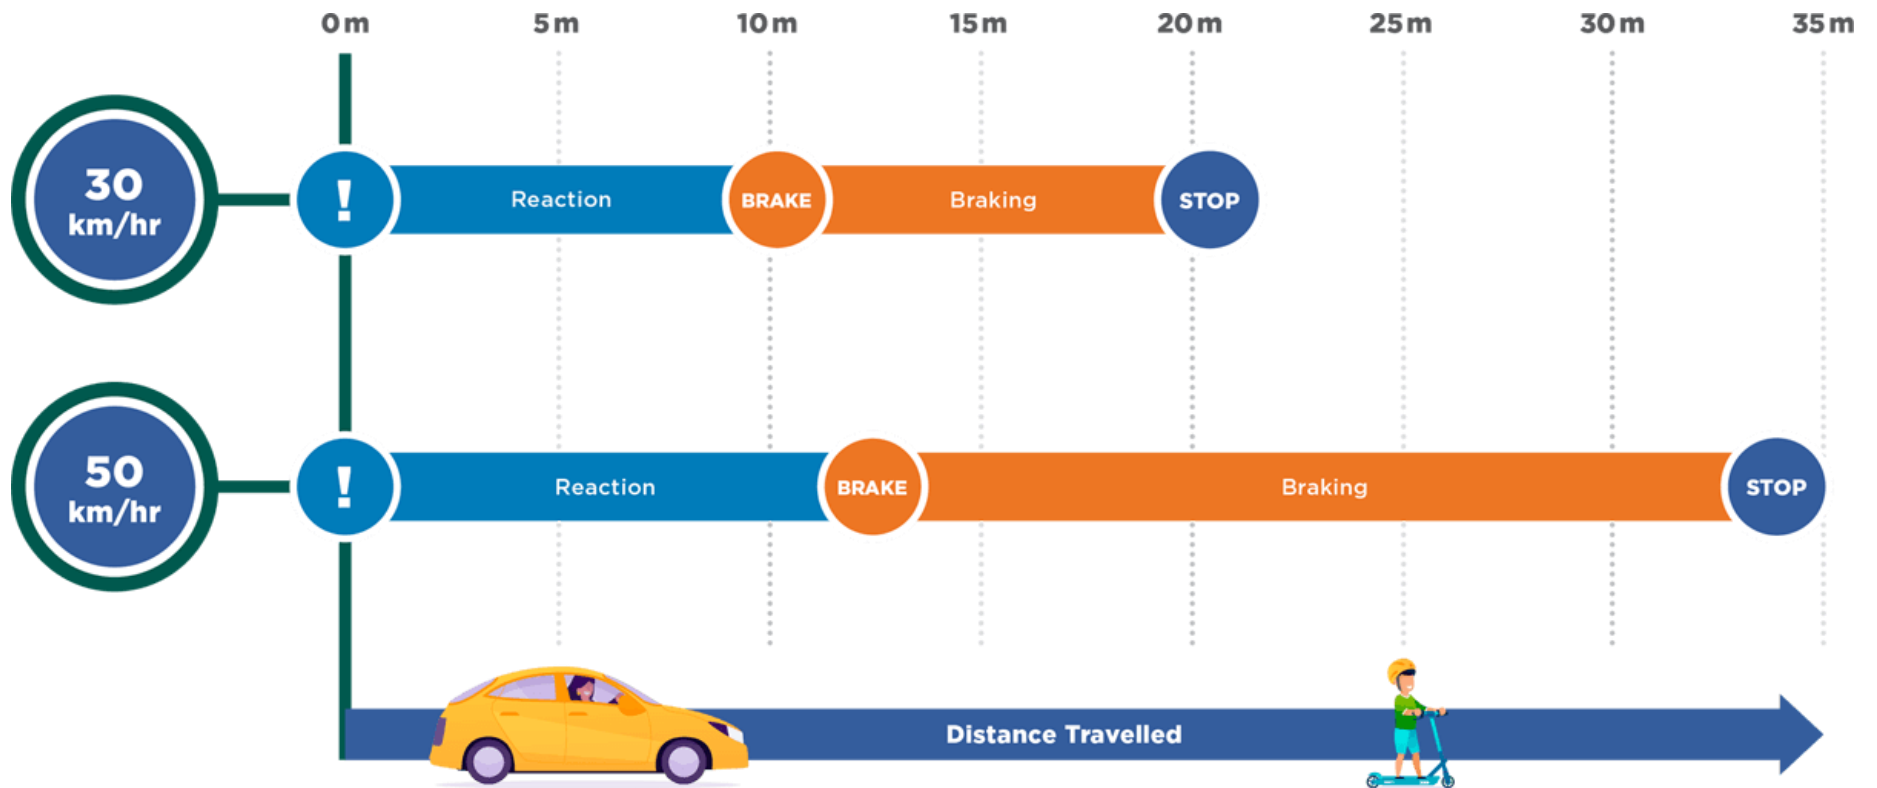 0m 5m 10m 15m 20m 25m 30m 35m
30
km/hr
! Reaction BRAKE Braking STOP
50
km/hr
! Reaction BRAKE Braking STOP
Distance Travelled